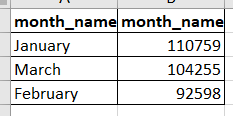 month_name month_name
January 110759
March 104255
February 92598